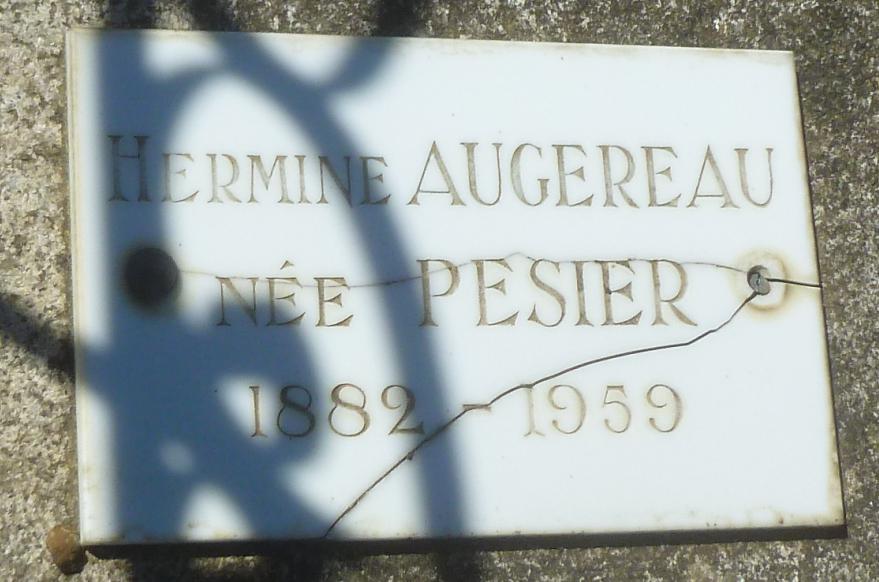 HERMINE AUGEREAU
NÉE PESIER
1882 - 1959